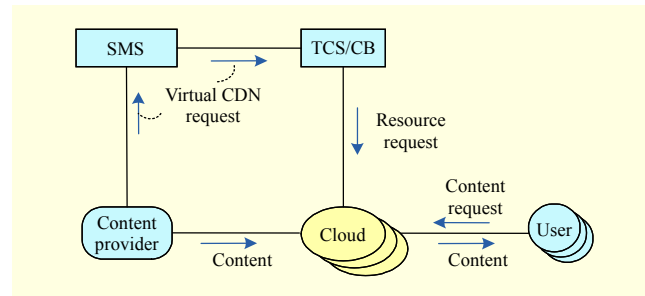 SMS
TCS/CB
Virtual CDN
request
Resource
request
Content
request
Content
provider
Cloud
User
Content
Content